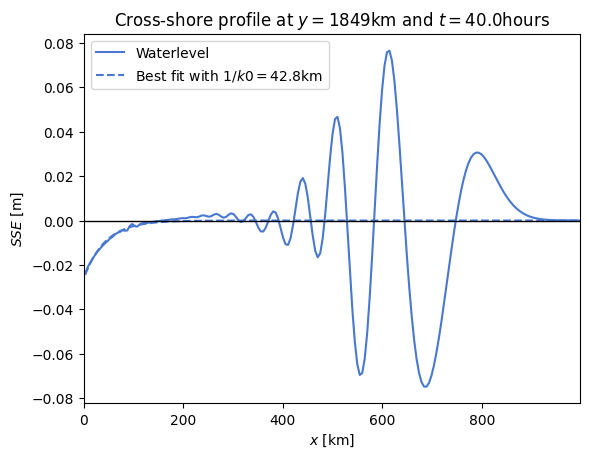 Cross-shore profile at y = 1849km and t = 40.0hours
Waterlevel
Best fit with 1/k0 = 42.8km
0.08
0.06
0.04
0.02
0.00
−0.02
−0.04
−0.06
−0.08
SSE [m]
0
200
400
600
800
x [km]